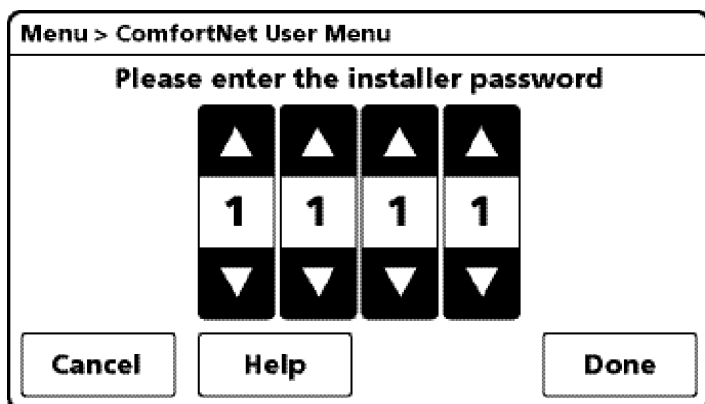 Menu > ComfortNet User Menu
Please enter the installer password
1 1 1 1
Cancel Help Done